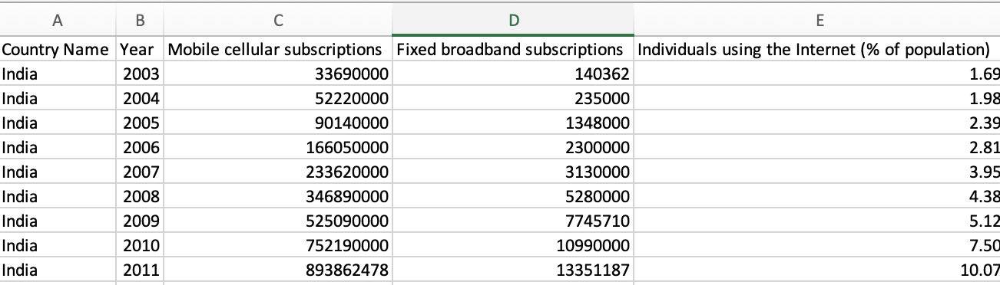 A B C D E
Country Name Year Mobile cellular subscriptions Fixed broadband subscriptions Individuals using the Internet (% of population)
India 2003 33690000 140362 1.69
India 2004 52220000 235000 1.98
India 2005 90140000 1348000 2.39
India 2006 166050000 2300000 2.81
India 2007 233620000 3130000 3.95
India 2008 346890000 5280000 4.38
India 2009 525090000 7745710 5.12
India 2010 752190000 10990000 7.50
India 2011 893862478 13351187 10.07